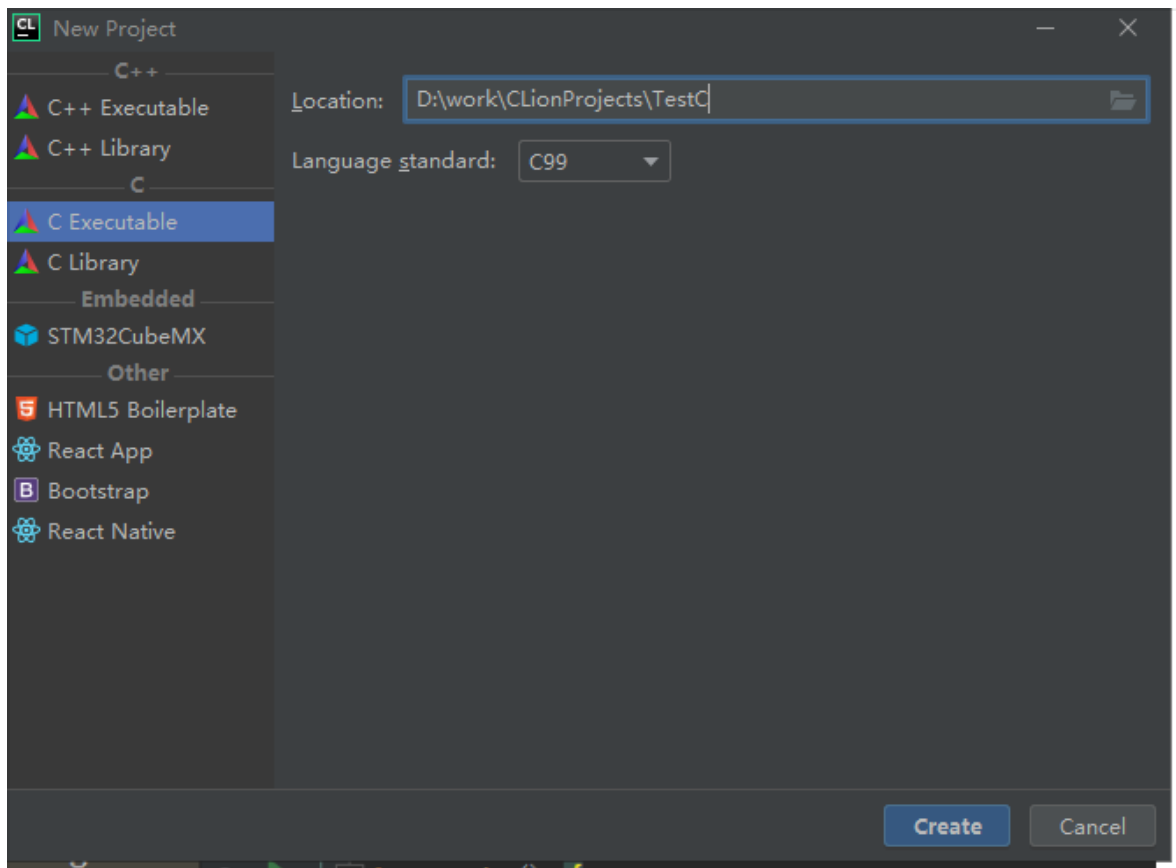 CL New Project
C++
C++ Executable
C++ Library
C
C Executable
C Library
Embedded
STM32CubeMX
Other
5 HTML5 Boilerplate
React App
B Bootstrap
React Native
Location: D:\work\CLionProjects\TestC
Language standard: C99
Create Cancel